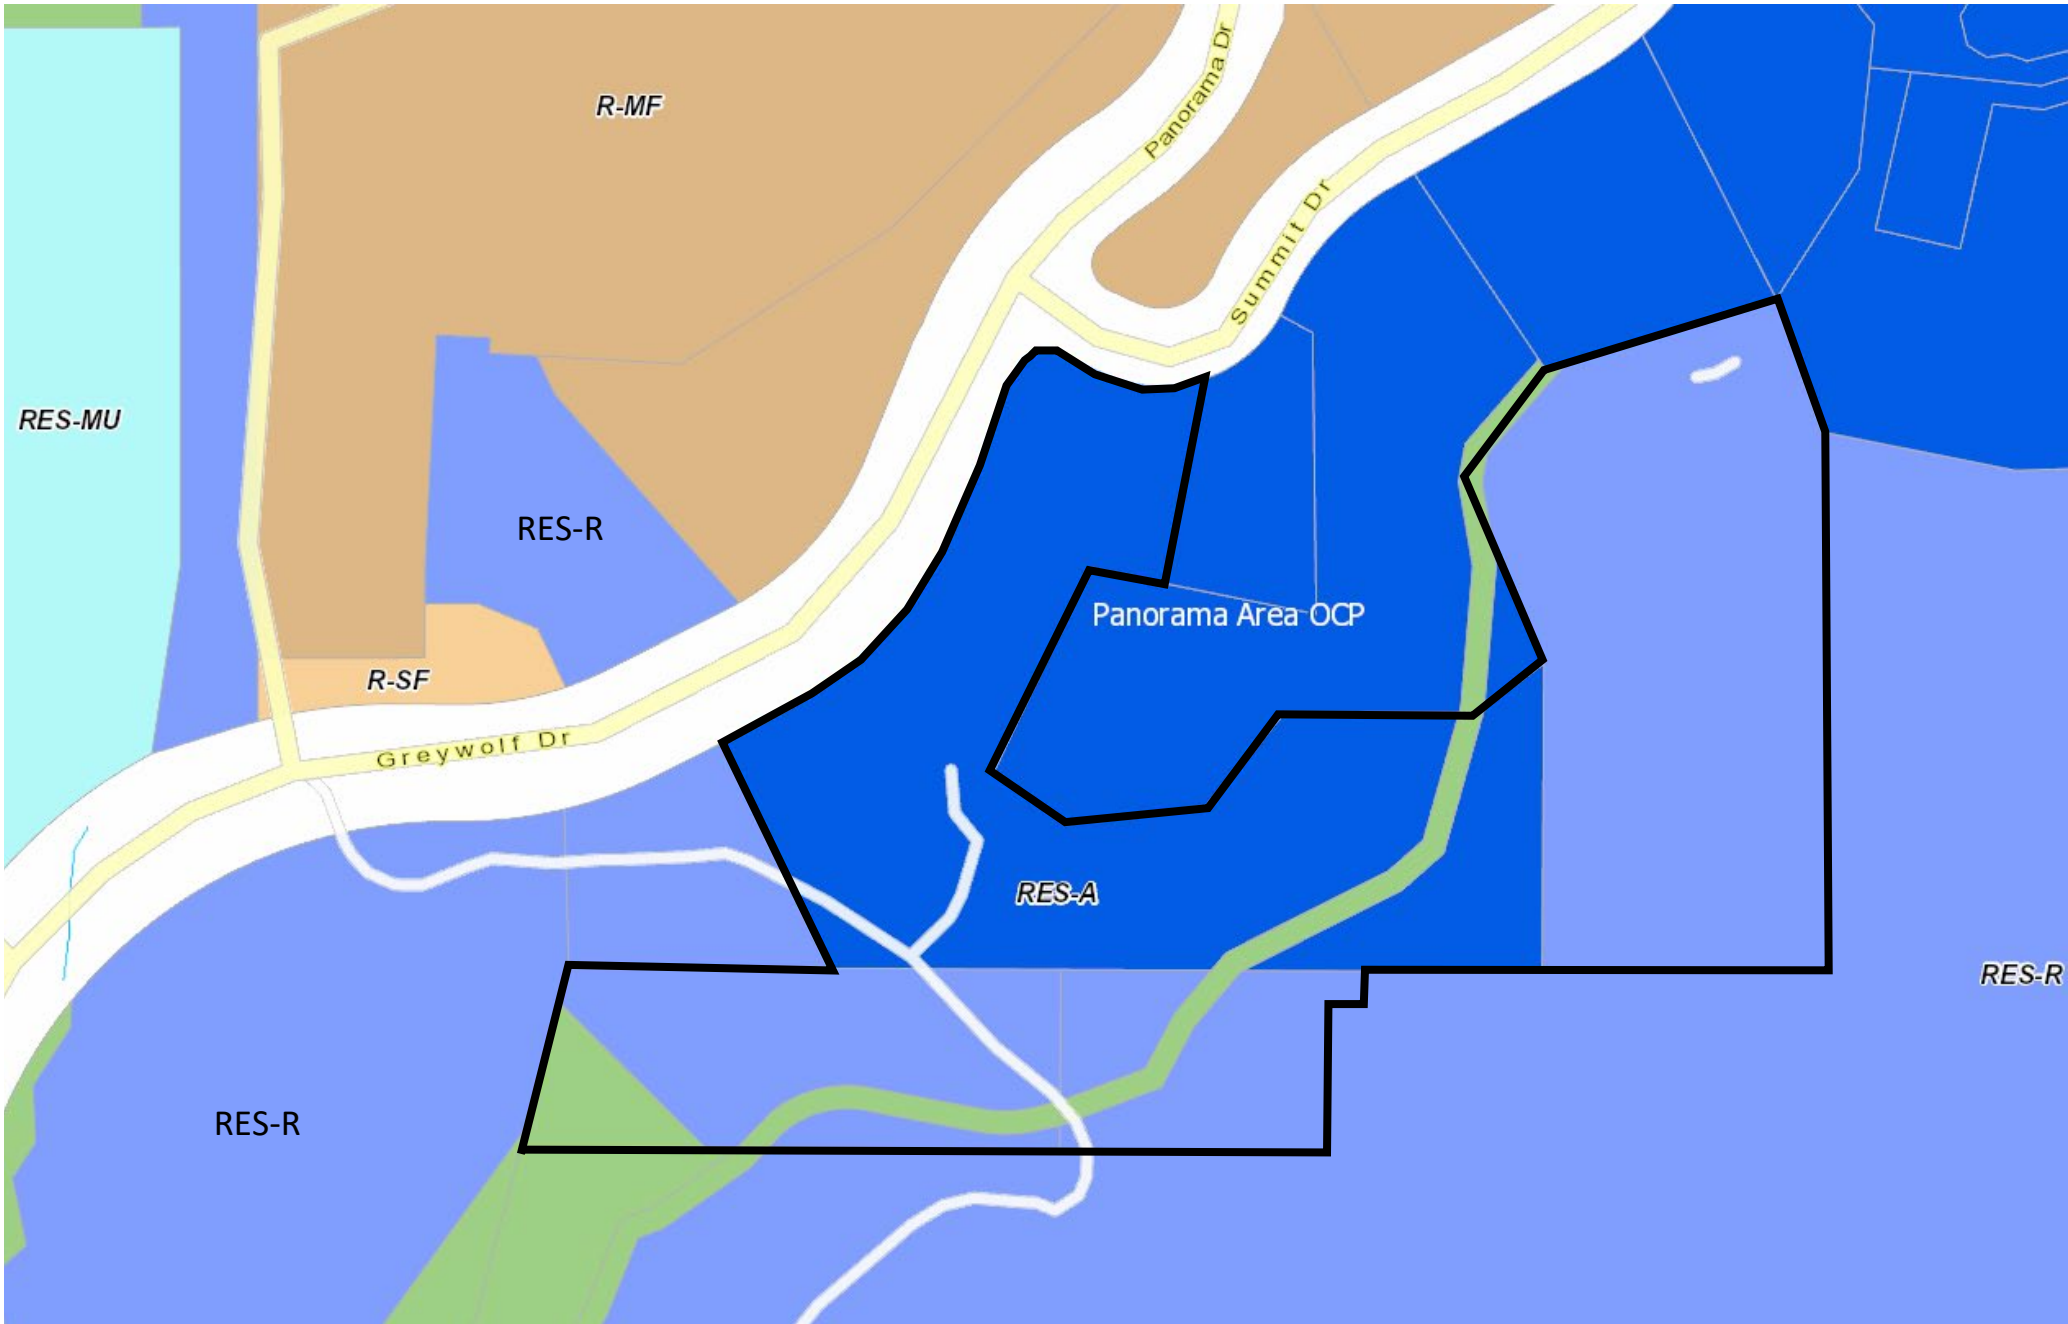 Panorama Dr
R-MF
Summit Dr
RES-MU
RES-R
Panorama Area OCP
R-SF
Greywolf Dr
RES-A
RES-R
RES-R